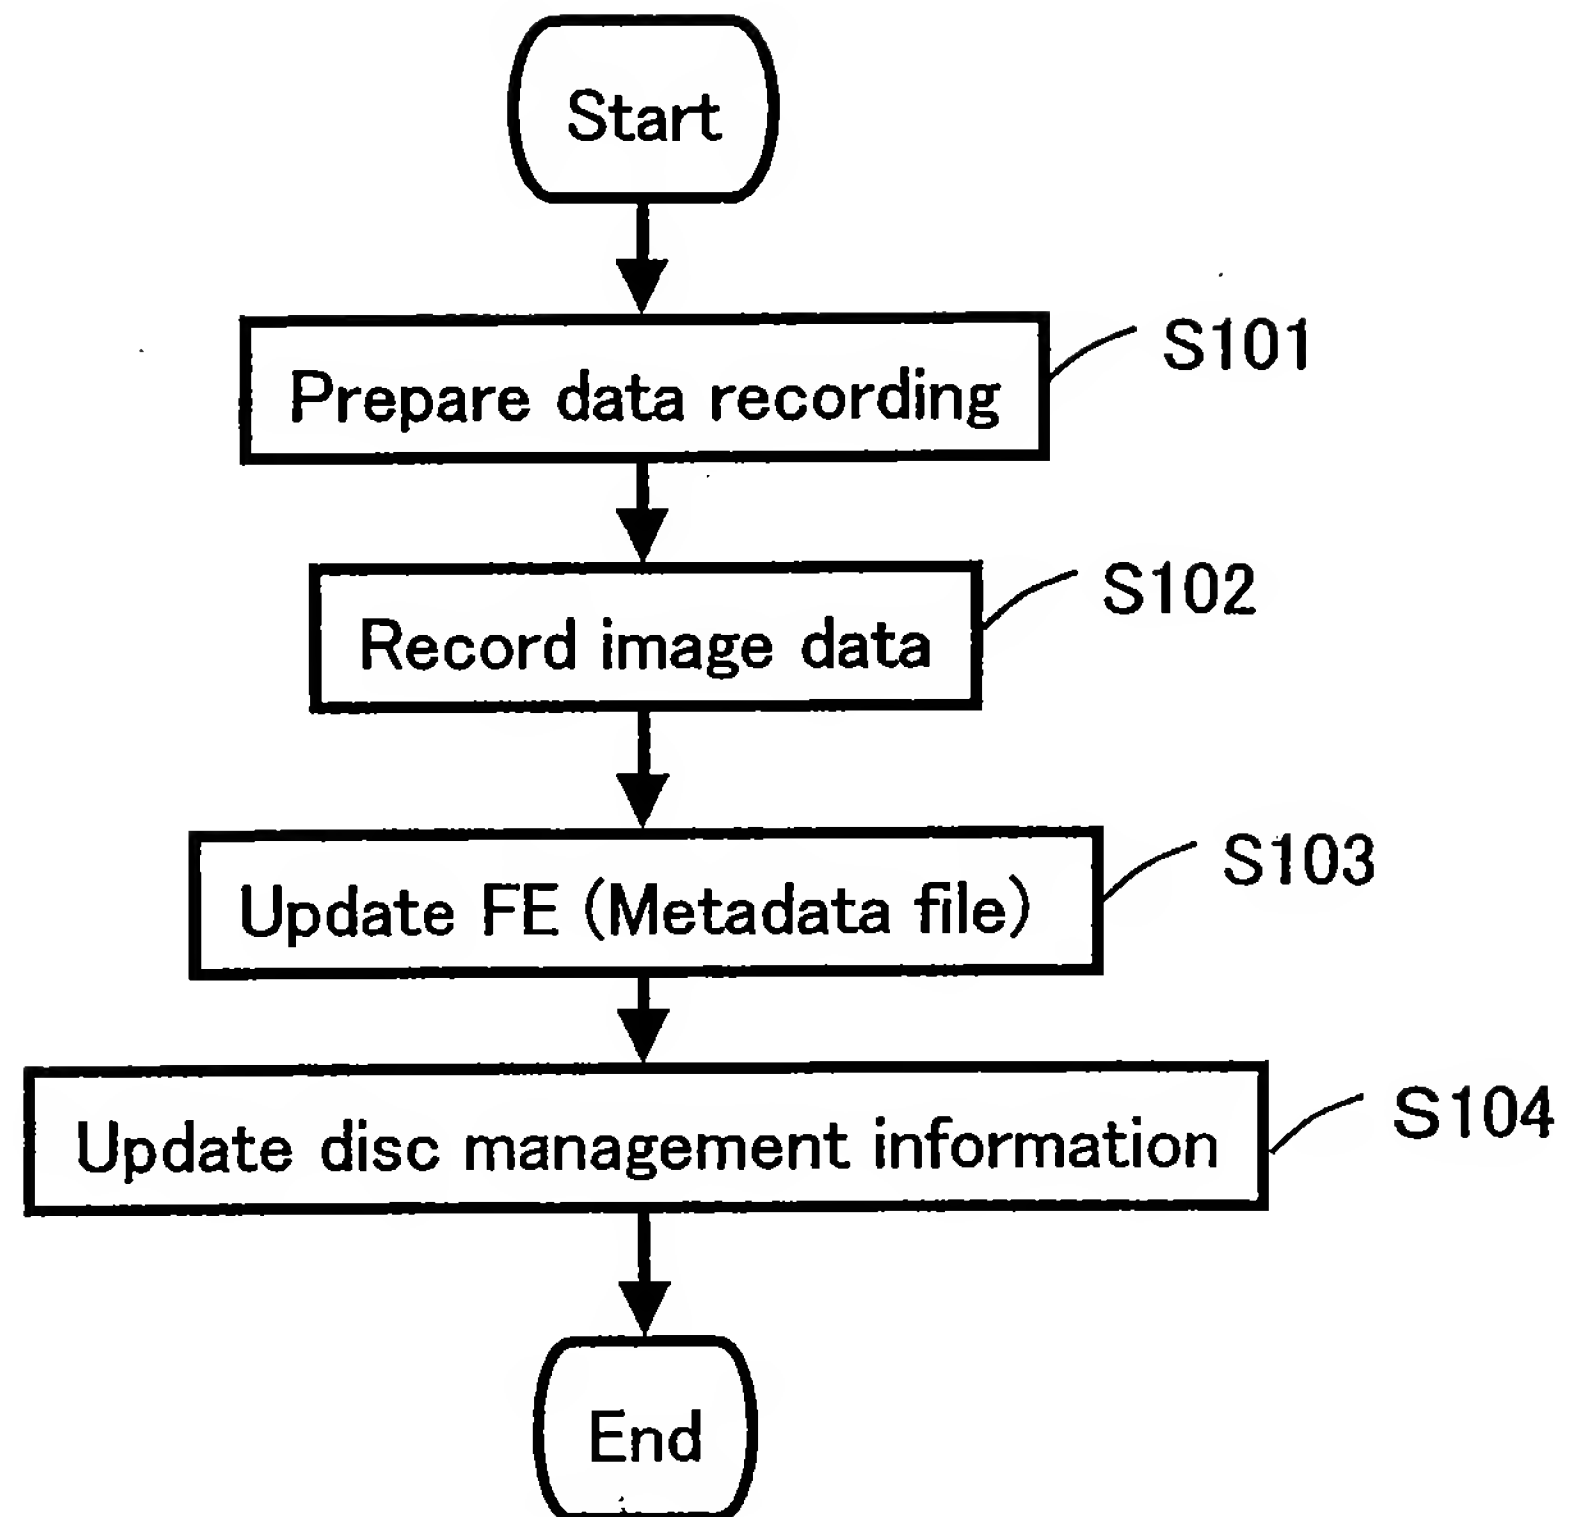 Start
Prepare data recording
S101
Record image data
S102
Update FE (Metadata file)
S103
Update disc management information
S104
End